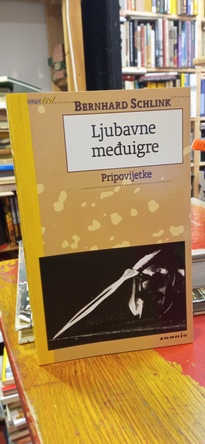 BERNHARD SCHLINK
Ljubavne
međuigre
Pripovijetke
znanje